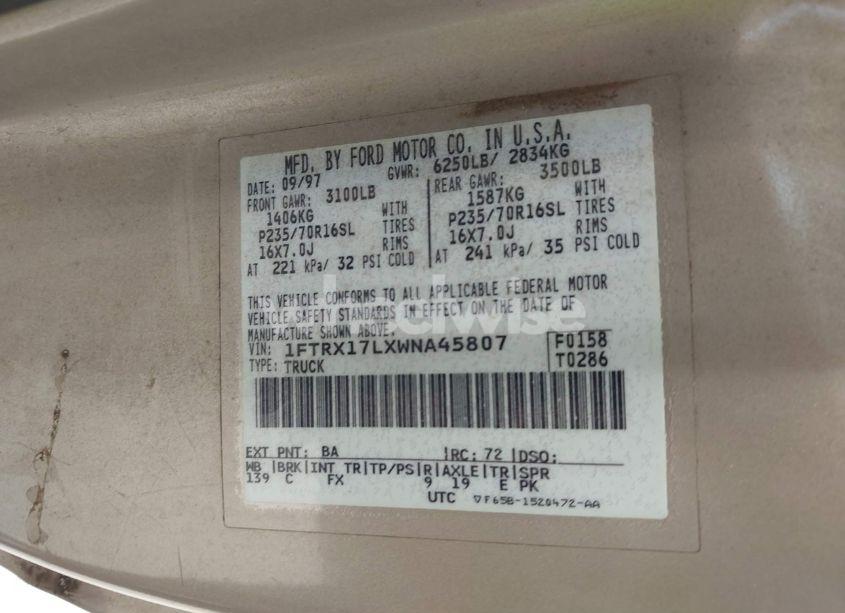 MFD. BY FORD MOTOR CO. IN U.S.A.
DATE: 09/97 GVWR: 6250LB/ 2834KG
FRONT GAWR: 3100LB REAR GAWR: 3500LB
1406KG WITH 1587KG WITH
P235/70R16SL TIRES P235/70R16SL TIRES
16X7.0J RIMS 16X7.0J RIMS
AT 221 kPa/ 32 PSI COLD AT 241 kPa/ 35 PSI COLD
THIS VEHICLE CONFORMS TO ALL APPLICABLE FEDERAL MOTOR
VEHICLE SAFETY STANDARDS IN EFFECT ON THE DATE OF
MANUFACTURE SHOWN ABOVE.
VIN: 1FTRX17LXWNA45807 F0158
TYPE: TRUCK T0286
EXT PNT: BA |RC: 72 |DSO:
WB |BRK|INT TR|TP/PS|R|AXLE|TR|SPR
139 C FX 9 19 E PK
UTC ▽F65B-1520472-AA